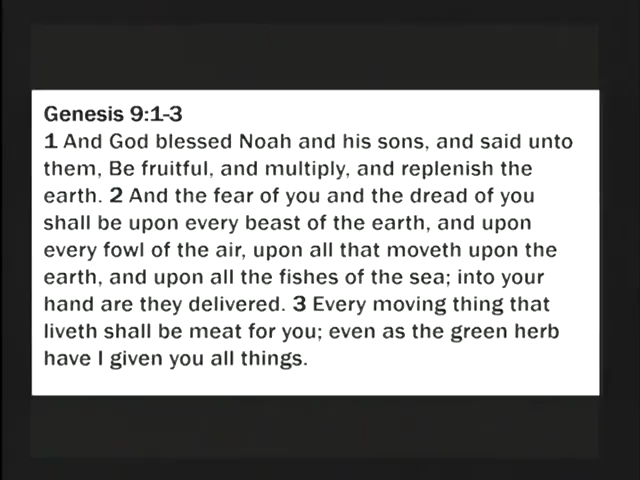 Genesis 9:1-3
1 And God blessed Noah and his sons, and said unto
them, Be fruitful, and multiply, and replenish the
earth. 2 And the fear of you and the dread of you
shall be upon every beast of the earth, and upon
every fowl of the air, upon all that moveth upon the
earth, and upon all the fishes of the sea; into your
hand are they delivered. 3 Every moving thing that
liveth shall be meat for you; even as the green herb
have I given you all things.